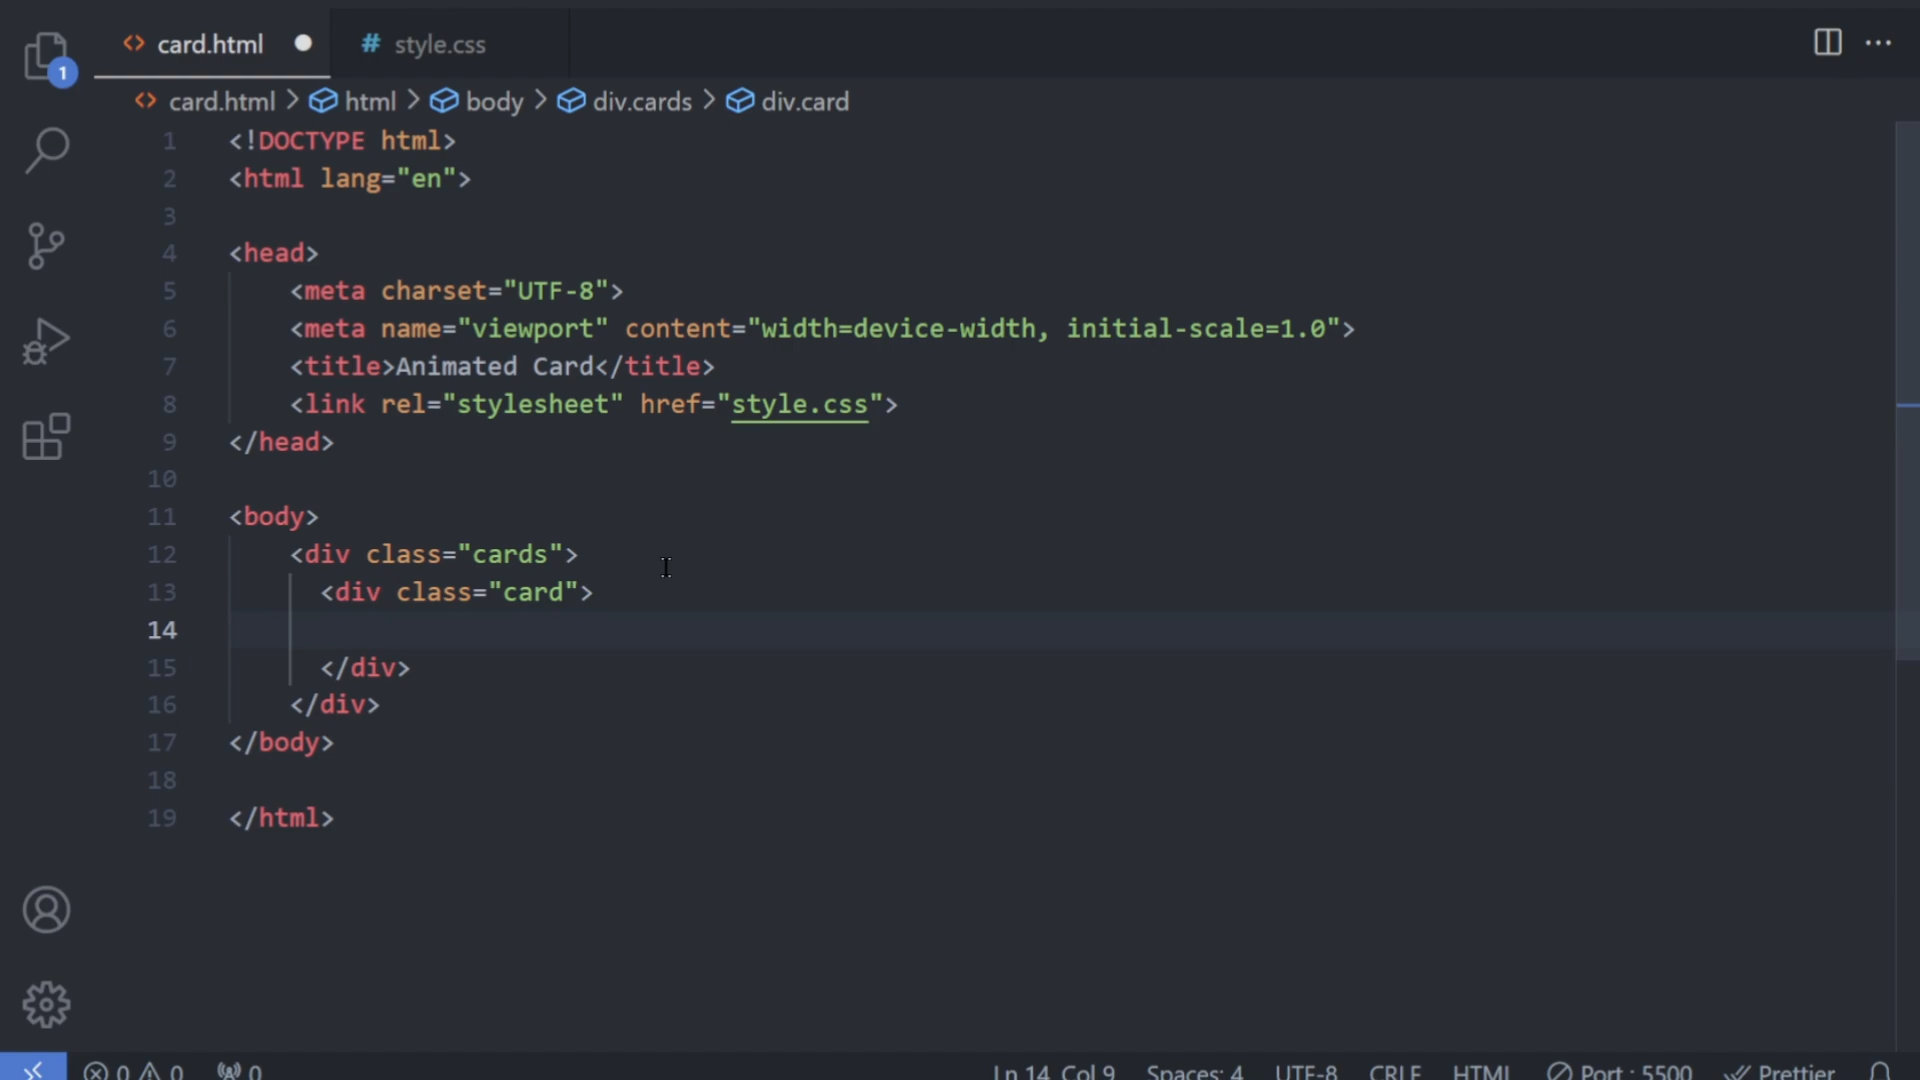 card.html
style.css
1
card.html > html > body > div.cards > div.card
1 <!DOCTYPE html>
2 <html lang="en">
3
4 <head>
5 <meta charset="UTF-8">
6 <meta name="viewport" content="width=device-width, initial-scale=1.0">
7 <title>Animated Card</title>
8 <link rel="stylesheet" href="style.css">
9 </head>
10
11 <body>
12 <div class="cards">
13 <div class="card">
14
15 </div>
16 </div>
17 </body>
18
19 </html>
0 0 0 Ln 14, Col 9 Spaces: 4 UTF-8 CRLF HTML Port : 5500 Prettier